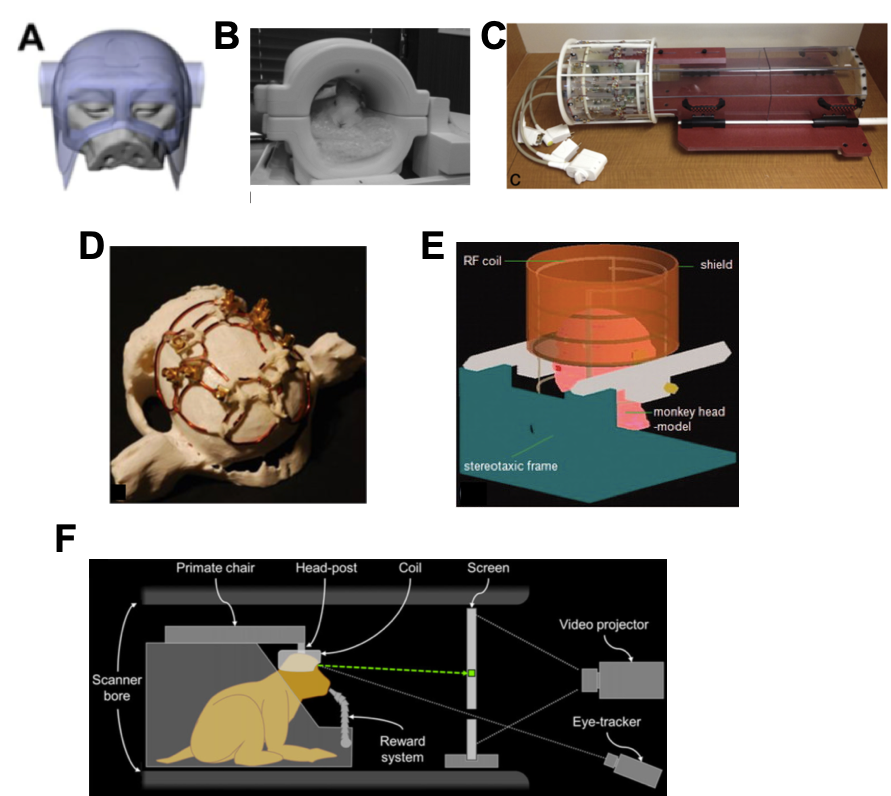 A
B
C
C
D
E
RF coil
shield
monkey head
-model
stereotaxic frame
F
Primate chair
Head-post
Coil
Screen
Video projector
Scanner
bore
Eye-tracker
Reward
system